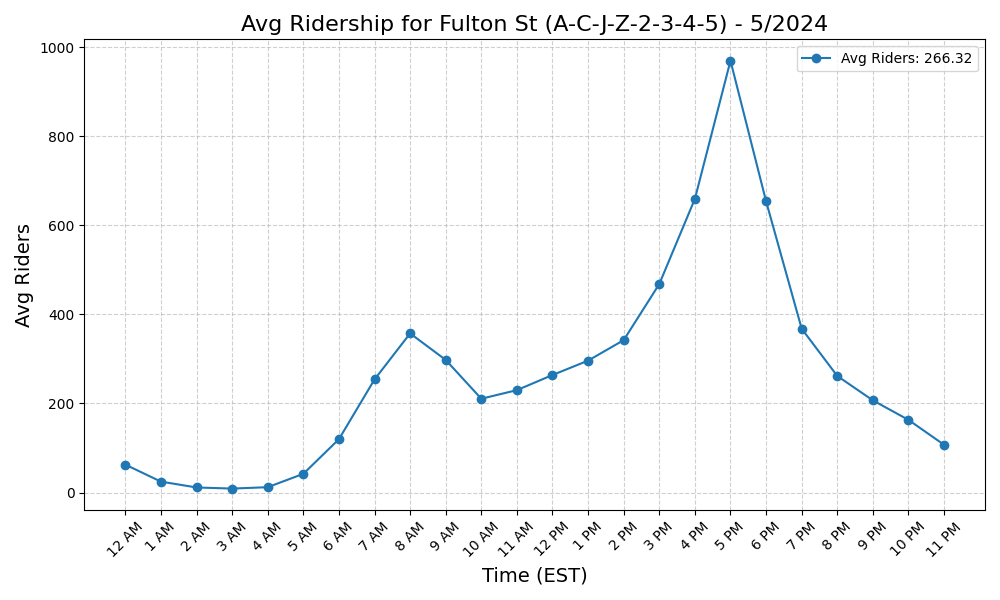 Avg Ridership for Fulton St (A-C-J-Z-2-3-4-5) - 5/2024
Avg Riders: 266.32
Avg Riders
1000
800
600
400
200
0
12 AM
1 AM
2 AM
3 AM
4 AM
5 AM
6 AM
7 AM
8 AM
9 AM
10 AM
11 AM
12 PM
1 PM
2 PM
3 PM
4 PM
5 PM
6 PM
7 PM
8 PM
9 PM
10 PM
11 PM
Time (EST)